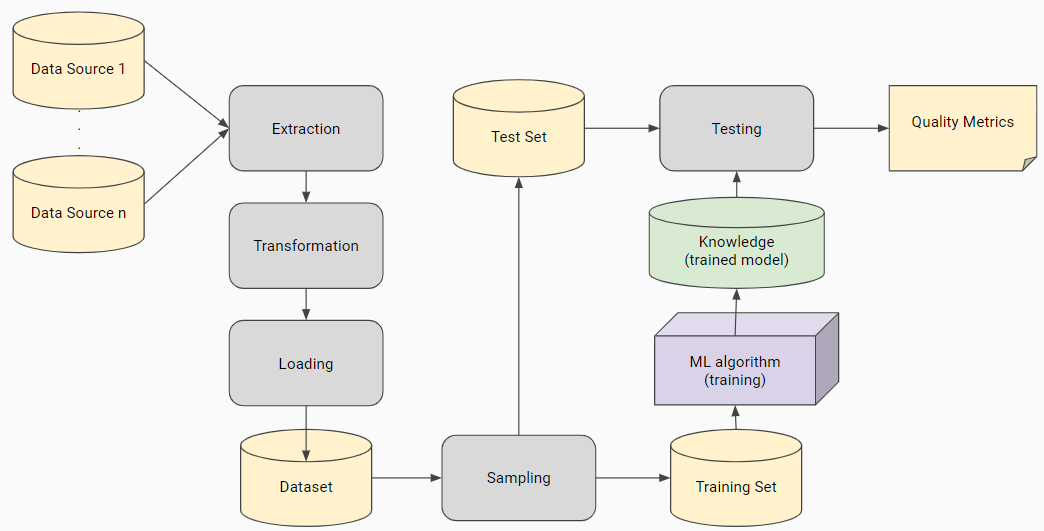 Data Source 1
.
.
.
Data Source n
Extraction
Transformation
Loading
Dataset
Sampling
Test Set
Training Set
ML algorithm
(training)
Knowledge
(trained model)
Testing
Quality Metrics